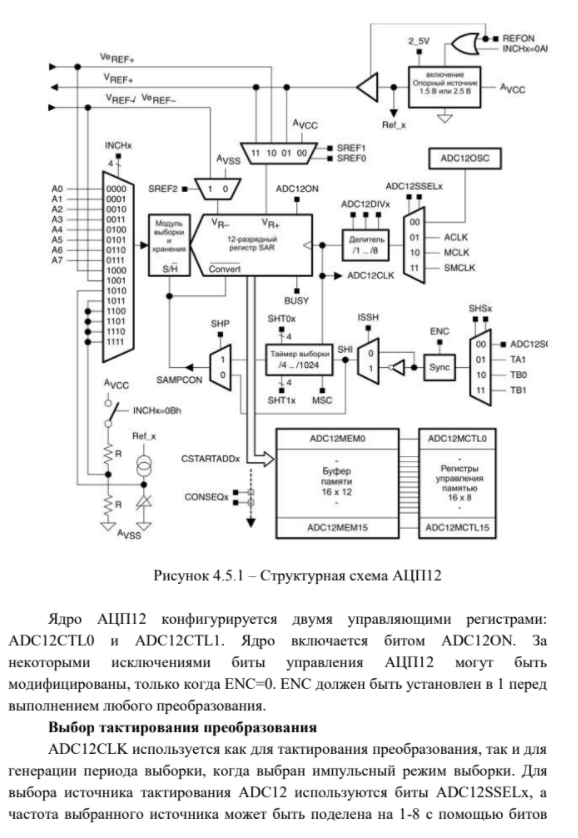 VeREF+
VREF+
VREF-/ VeREF–
2_5V
REFON
INCHx=0Ah
включение
Опорный источник
1.5 В или 2.5 В
AVCC
Ref_x
AVCC
11 10 01 00
SREF1
SREF0
ADC12OSC
INCHx
4
AVSS
SREF2
1 0
ADC12ON
ADC12DIVx
ADC12SSELx
A0
A1
A2
A3
A4
A5
A6
A7
0000
0001
0010
0011
0100
0101
0110
0111
1000
1001
1010
1011
1100
1101
1110
1111
Модуль
выборки
и
хранения
S/H
VR–
VR+
12-разрядный
регистр SAR
Convert
Делитель
/1 .. /8
00
01
10
11
ACLK
MCLK
SMCLK
ADC12CLK
BUSY
SHP
SHT0x
4
ISSH
ENC
SHSx
1
0
Таймер выборки
/4 .. /1024
SHI
0
1
Sync
00
01
10
11
ADC12SC
TA1
TB0
TB1
SAMPCON
4
SHT1x
MSC
AVCC
INCHx=0Bh
Ref_x
R
R
AVSS
CSTARTADDx
CONSEQx
ADC12MEM0
-
Буфер
памяти
16 x 12
-
ADC12MEM15
ADC12MCTL0
-
Регистры
управления
памятью
16 x 8
-
ADC12MCTL15
Рисунок 4.5.1 – Структурная схема АЦП12
Ядро АЦП12 конфигурируется двумя управляющими регистрами:
ADC12CTL0 и ADC12CTL1. Ядро включается битом ADC12ON. За
некоторыми исключениями биты управления АЦП12 могут быть
модифицированы, только когда ENC=0. ENC должен быть установлен в 1 перед
выполнением любого преобразования.
Выбор тактирования преобразования
ADC12CLK используется как для тактирования преобразования, так и для
генерации периода выборки, когда выбран импульсный режим выборки. Для
выбора источника тактирования ADC12 используются биты ADC12SSELx, а
частота выбранного источника может быть поделена на 1-8 с помощью битов